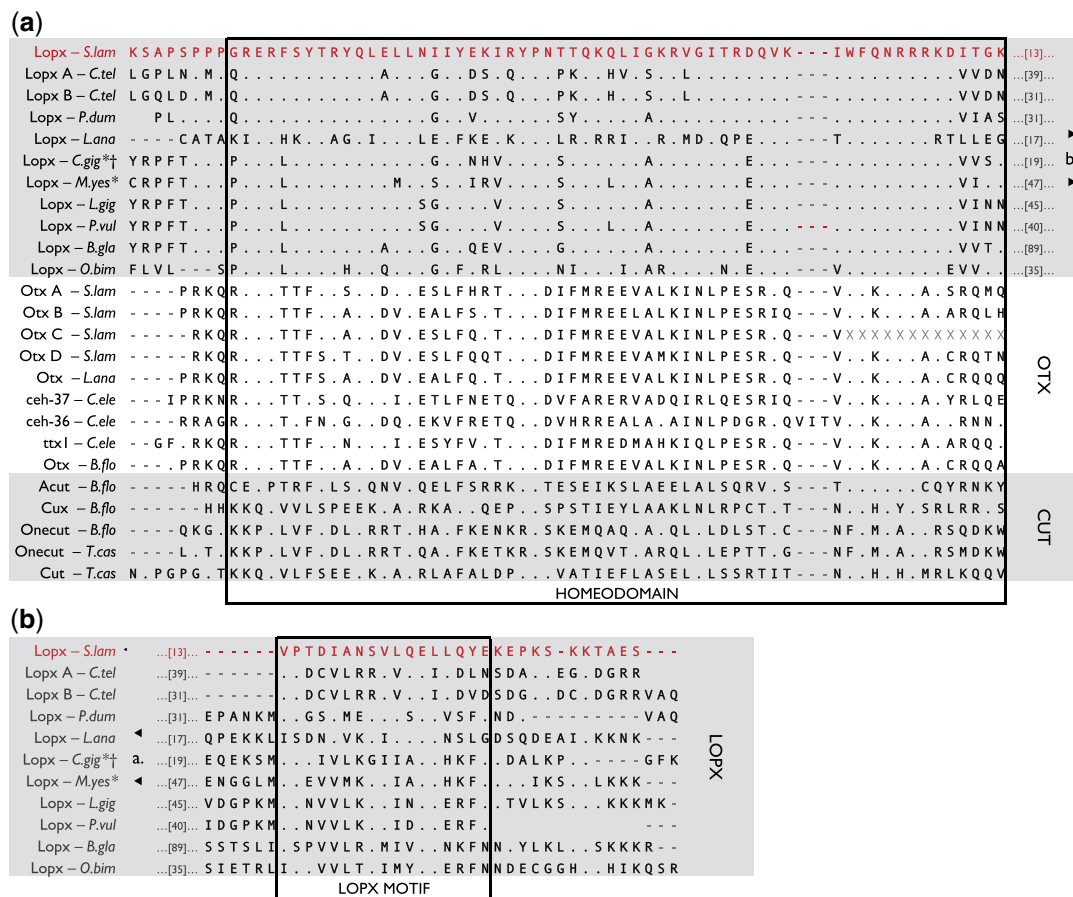 (a)
Lopx – S.lam KSAPSPPPGRERFSYTRYQLELLNIIYEKIRYPNTTQKQLIGKRVGITRDQVK---IWFQNRRRKDITGK ...[13]...
Lopx A – C.tel LGPLN.M.Q...........A...G..DS.Q...PK..HV.S..L........---..........VVDN ...[39]...
Lopx B – C.tel LGQLD.M.Q...........A...G..DS.Q...PK..H..S..L........---..........VVDN ...[31]...
Lopx – P.dum PL....Q...............G..V......SY.....A...........---..........VIAS ...[31]...
Lopx – L.ana ----CATAKI..HK..AG.I...LE.FKE.K...LR.RRI..R.MD.QPE...---T.......RTLLEG ...[17]... ►
Lopx – C.gig*† YRPFT...P...L...........G..NHV....S......A.......E...---..........VVS. ...[19]... b
Lopx – M.yes* CRPFT...P...L........M..S..IRV....S...L..A.......E...---..........VI.. ...[47]... ►
Lopx – L.gig YRPFT...P...L..........SG....V....S...L..A.......E...---..........VINN ...[45]...
Lopx – P.vul YRPFT...P...L..........SG....V....S...L..A.......E...---..........VINN ...[40]...
Lopx – B.gla YRPFT...P...L...........G..QEV....G......A.......E...---..........VVT. ...[89]...
Lopx – O.bim FLVL---SP...L....H.Q....G.F.RL....NI...I.AR....N.E...---V........EVV.. ...[35]...
Otx A – S.lam ----PRKQR...TTF..S..D..ESLFHRT...DIFMREEVALKINLPESR.Q---V..K...A.SRQMQ
Otx B – S.lam ----PRKQR...TTF..S..DV.EALFS.T...DIFMREELALKINLPESRIQ---V..K...A.ARQLH
Otx C – S.lam -----RKQ...TTF..A..DV.ESLFQ.T...DIFMREEVALKINLPESR.Q---VXXXXXXXXXXXXX
Otx D – S.lam -----RKQ...TTFS.T..DV.ESLFQQT...DIFMREEVAMKINLPESR.Q---V..K...A.CRQTN
Otx – L.ana ----PRKQR...TTFS.A..DV.EALFQ.T...DIFMREEVALKINLPESR.Q---V..K...A.CRQQQ
ceh-37 – C.ele ---IPRKNR...TT.S.Q...I.ETLFNETQ..DVFARERVADQIRLQESRIQ---V..K...A.YRLQE
ceh-36 – C.ele ----RRAGR...T.FN.G..DQ.EKVFRETQ..DVHRREALA.AINLPDGR.QVITV..K...A..RNN.
ttx1 – C.ele --GF.RKQR...TTF..N...I.ESYFV.T...DIFMREDMAHKIQLPESR.Q---V..K...A.ARQQ.
Otx – B.flo ----.PRKQR...TTF..A..DV.EALFA.T...DIFMREEVALKINLPESR.Q---V..K...A.CRQQA
OTX
Acut – B.flo -----HRQCE.PTRF.LS.QNV.QELFSRRK..TESEIKSLAEELALSQRV.S---T......CQYRNKY
Cux – B.flo ------HHKKQ.VVLSPEEK.A.RKA..QEP..SPSTIEYLAAKLNLRPCT.T---N..H.Y.SRLRR.S
Onecut – B.flo ----QKG.KKP.LVF.DL.RRT.HA.FKENKR.SKEMQAQ.A.QL.LDLST.C---NF.M.A..RSQDKW
Onecut – T.cas ----L.T.KKP.LVF.DL.RRT.QA.FKETKR.SKEMQVT.ARQL.LEPTT.G---NF.M.A..RSMDKW
Cut – T.cas N.PGPG.TKKQ.VLFSEE.K.A.RLAFALDP...VATIEFLASEL.LSSRTIT---N..H.H.MRLKQQV
CUT
HOMEODOMAIN
(b)
Lopx – S.lam ...[13]... ------VPTDIANSVLQELLQYEKEPKS-KKTAES---
Lopx A – C.tel ...[39]... ------..DCVLRR.V..I.DLNSDA..EG.DGRR
Lopx B – C.tel ...[31]... ------..DCVLRR.V..I.DVDSDG..DC.DGRRVAQ
Lopx – P.dum ...[31]... EPANKM..GS.ME...S..VSF.ND.----------VAQ
Lopx – L.ana ◄ ...[17]... QPEKKLISDN.VK.I....NSLGDSQDEAI.KKNK---
Lopx – C.gig*† a. ...[19]... EQEKSM...IVLKGIIA..HKF..DALKP.----GFK
Lopx – M.yes* ◄ ...[47]... ENGGLM..EVVMK..IA..HKF....IKS.LKKK---
Lopx – L.gig ...[45]... VDGPKM..NVVLK..IN..ERF..TVLKS...KKKMK-
Lopx – P.vul ...[40]... IDGPKM..NVVLK..ID..ERF. ---
Lopx – B.gla ...[89]... SSTSLI.SPVVLR.MIV..NKFNN.YLKL..SKKKR--
Lopx – O.bim ...[35]... SIETRLI..VVLT.IMY..ERFNNDECGGH.HIKQSR
LOPX
LOPX MOTIF